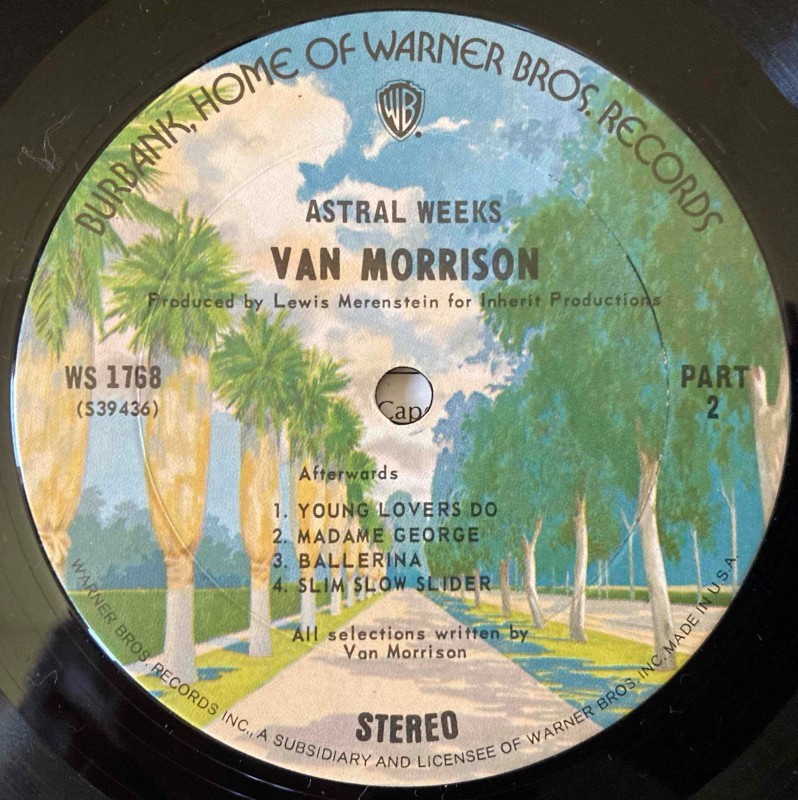 BURBANK, HOME OF WARNER BROS. RECORDS
WB
ASTRAL WEEKS
VAN MORRISON
Produced by Lewis Merenstein for Inherit Productions
WS 1768
(S39436)
PART
2
Cap
Afterwards
1. YOUNG LOVERS DO
2. MADAME GEORGE
3. BALLERINA
4. SLIM SLOW SLIDER
All selections written by
Van Morrison
STEREO
WARNER BROS. RECORDS INC., A SUBSIDIARY AND LICENSEE OF WARNER BROS. INC. MADE IN U.S.A.